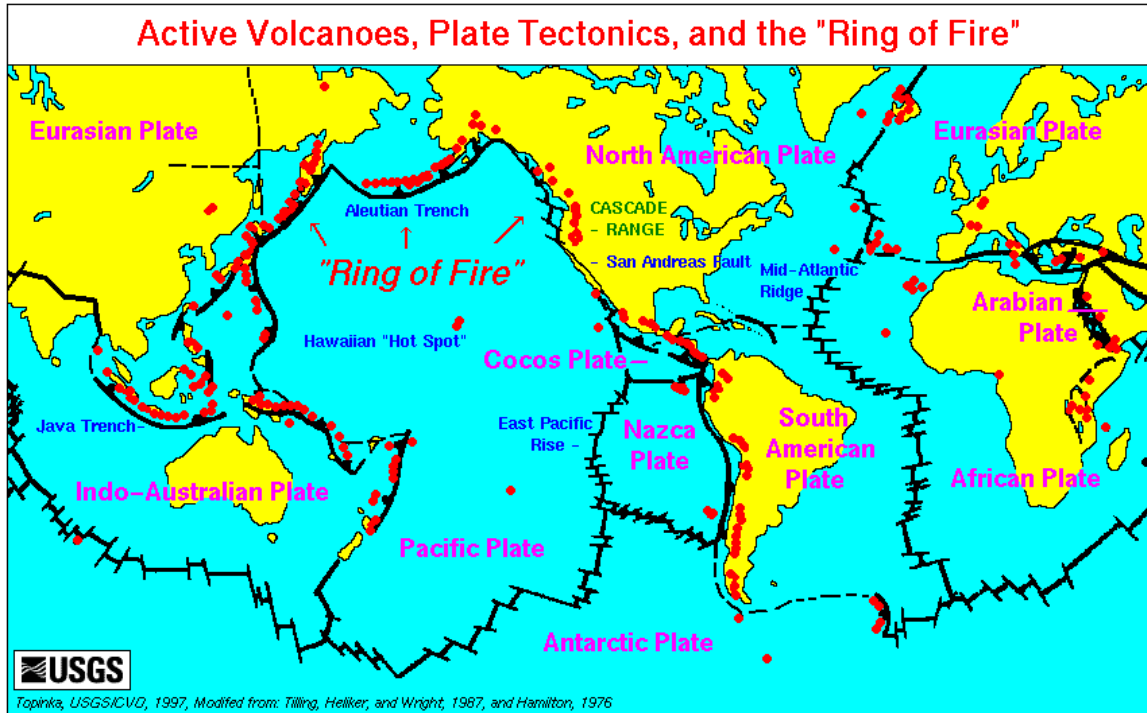 Active Volcanoes, Plate Tectonics, and the "Ring of Fire"
Eurasian Plate
North American Plate
Eurasian Plate
Aleutian Trench
CASCADE
- RANGE
"Ring of Fire"
- San Andreas Fault
Mid-Atlantic
Ridge
Arabian
Plate
Hawaiian "Hot Spot"
Cocos Plate-
Java Trench-
East Pacific
Rise -
Nazca
Plate
South
American
Plate
Indo-Australian Plate
African Plate
Pacific Plate
Antarctic Plate
USGS
Topinka, USGS/CVO, 1997, Modifed from: Tilling, Heliker, and Wright, 1987, and Hamilton, 1976